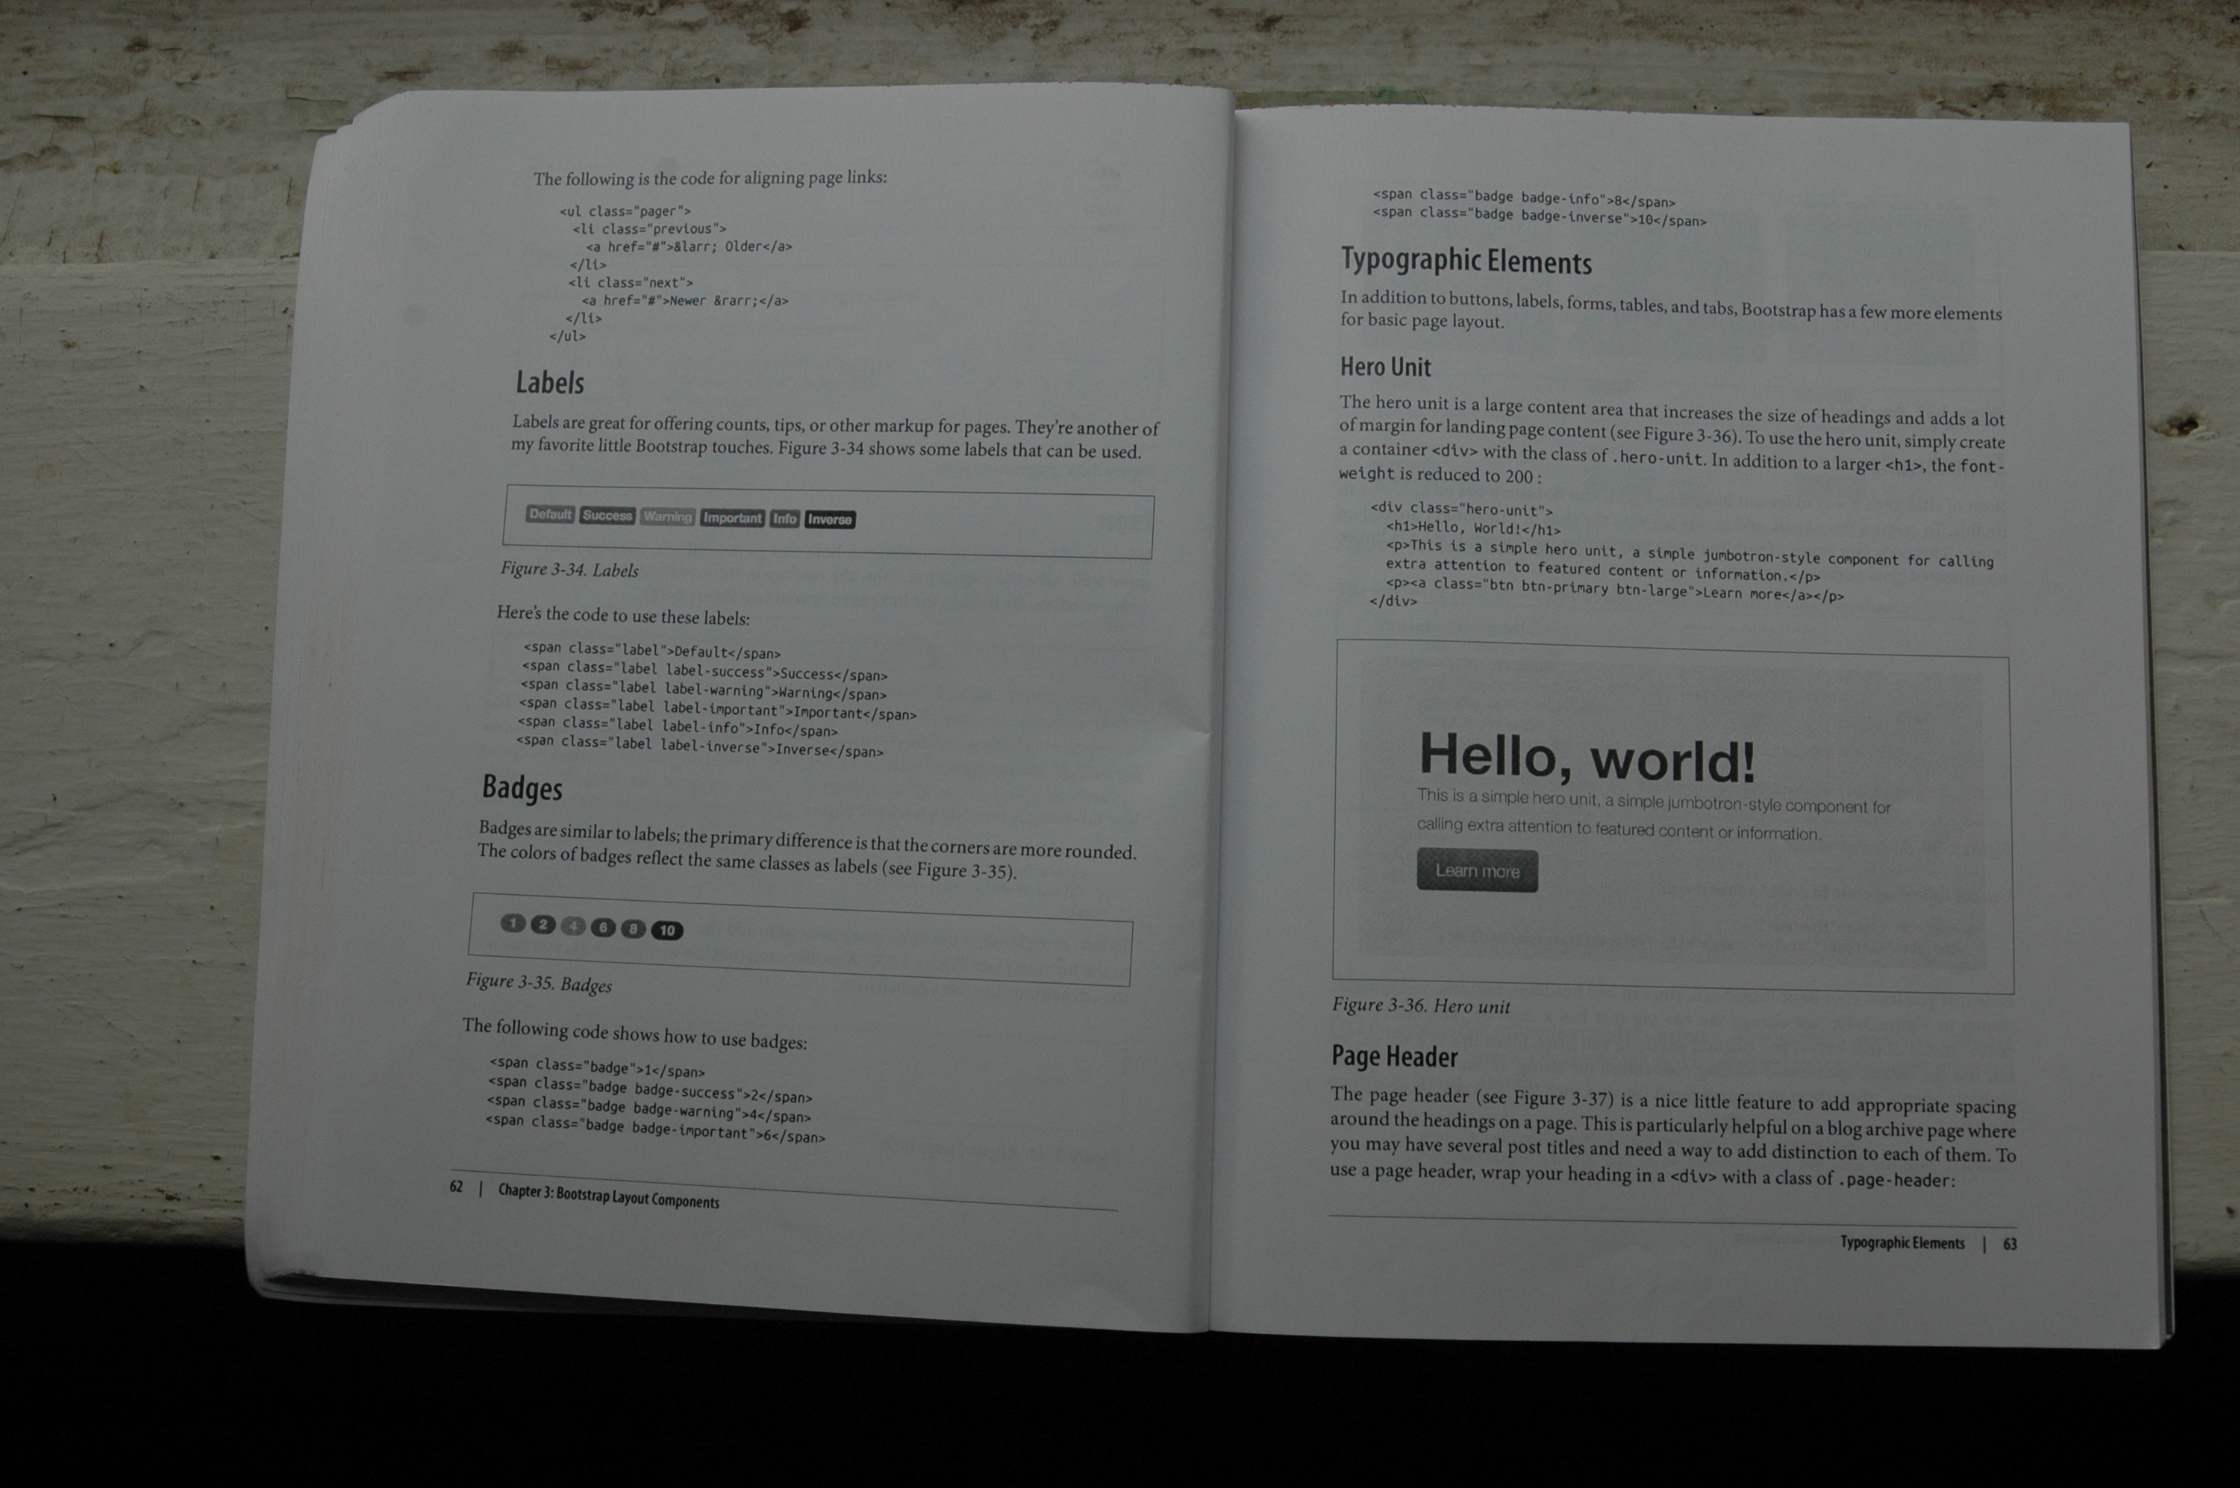 The following is the code for aligning page links:
<ul class="pager">
<li class="previous">
<a href="#">&larr; Older</a>
</li>
<li class="next">
<a href="#">Newer &rarr;</a>
</li>
</ul>
Labels
Labels are great for offering counts, tips, or other markup for pages. They're another of
my favorite little Bootstrap touches. Figure 3-34 shows some labels that can be used.
Default Success Warning Important Info Inverse
Figure 3-34. Labels
Here's the code to use these labels:
<span class="label">Default</span>
<span class="label label-success">Success</span>
<span class="label label-warning">Warning</span>
<span class="label label-important">Important</span>
<span class="label label-info">Info</span>
<span class="label label-inverse">Inverse</span>
Badges
Badges are similar to labels; the primary difference is that the corners are more rounded.
The colors of badges reflect the same classes as labels (see Figure 3-35).
1 2 4 6 8 10
Figure 3-35. Badges
The following code shows how to use badges:
<span class="badge">1</span>
<span class="badge badge-success">2</span>
<span class="badge badge-warning">4</span>
<span class="badge badge-important">6</span>
62 | Chapter 3: Bootstrap Layout Components
<span class="badge badge-info">8</span>
<span class="badge badge-inverse">10</span>
Typographic Elements
In addition to buttons, labels, forms, tables, and tabs, Bootstrap has a few more elements
for basic page layout.
Hero Unit
The hero unit is a large content area that increases the size of headings and adds a lot
of margin for landing page content (see Figure 3-36). To use the hero unit, simply create
a container <div> with the class of .hero-unit. In addition to a larger <h1>, the font-
weight is reduced to 200 :
<div class="hero-unit">
<h1>Hello, World!</h1>
<p>This is a simple hero unit, a simple jumbotron-style component for calling
extra attention to featured content or information.</p>
<p><a class="btn btn-primary btn-large">Learn more</a></p>
</div>
Hello, world!
This is a simple hero unit, a simple jumbotron-style component for
calling extra attention to featured content or information.
Learn more
Figure 3-36. Hero unit
Page Header
The page header (see Figure 3-37) is a nice little feature to add appropriate spacing
around the headings on a page. This is particularly helpful on a blog archive page where
you may have several post titles and need a way to add distinction to each of them. To
use a page header, wrap your heading in a <div> with a class of .page-header:
Typographic Elements | 63